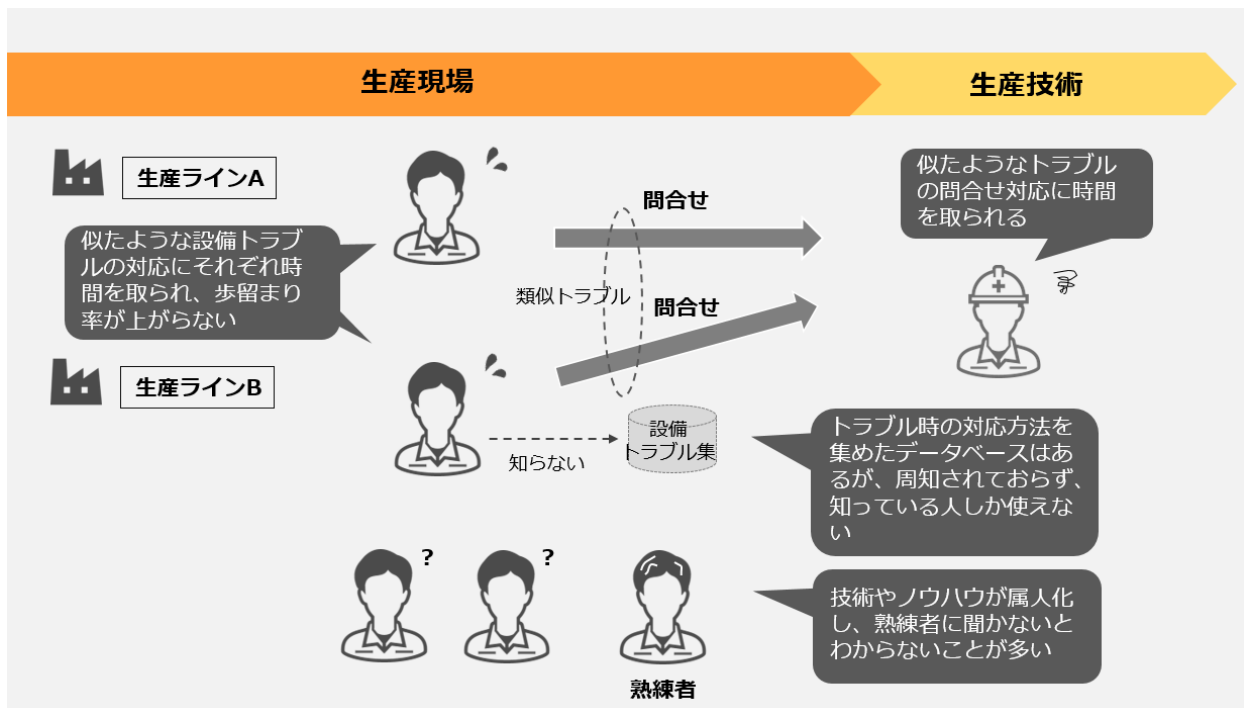 生産現場
生産技術
生産ラインA
似たような設備トラブ
ルの対応にそれぞれ時
間を取られ、歩留まり
率が上がらない
生産ラインB
問合せ
類似トラブル
問合せ
似たようなトラブル
の問合せ対応に時間
を取られる
知らない
設備
トラブル集
トラブル時の対応方法を
集めたデータベースはあ
るが、周知されておらず、
知っている人しか使えな
い
?
?
熟練者
技術やノウハウが属人化
し、熟練者に聞かないと
わからないことが多い